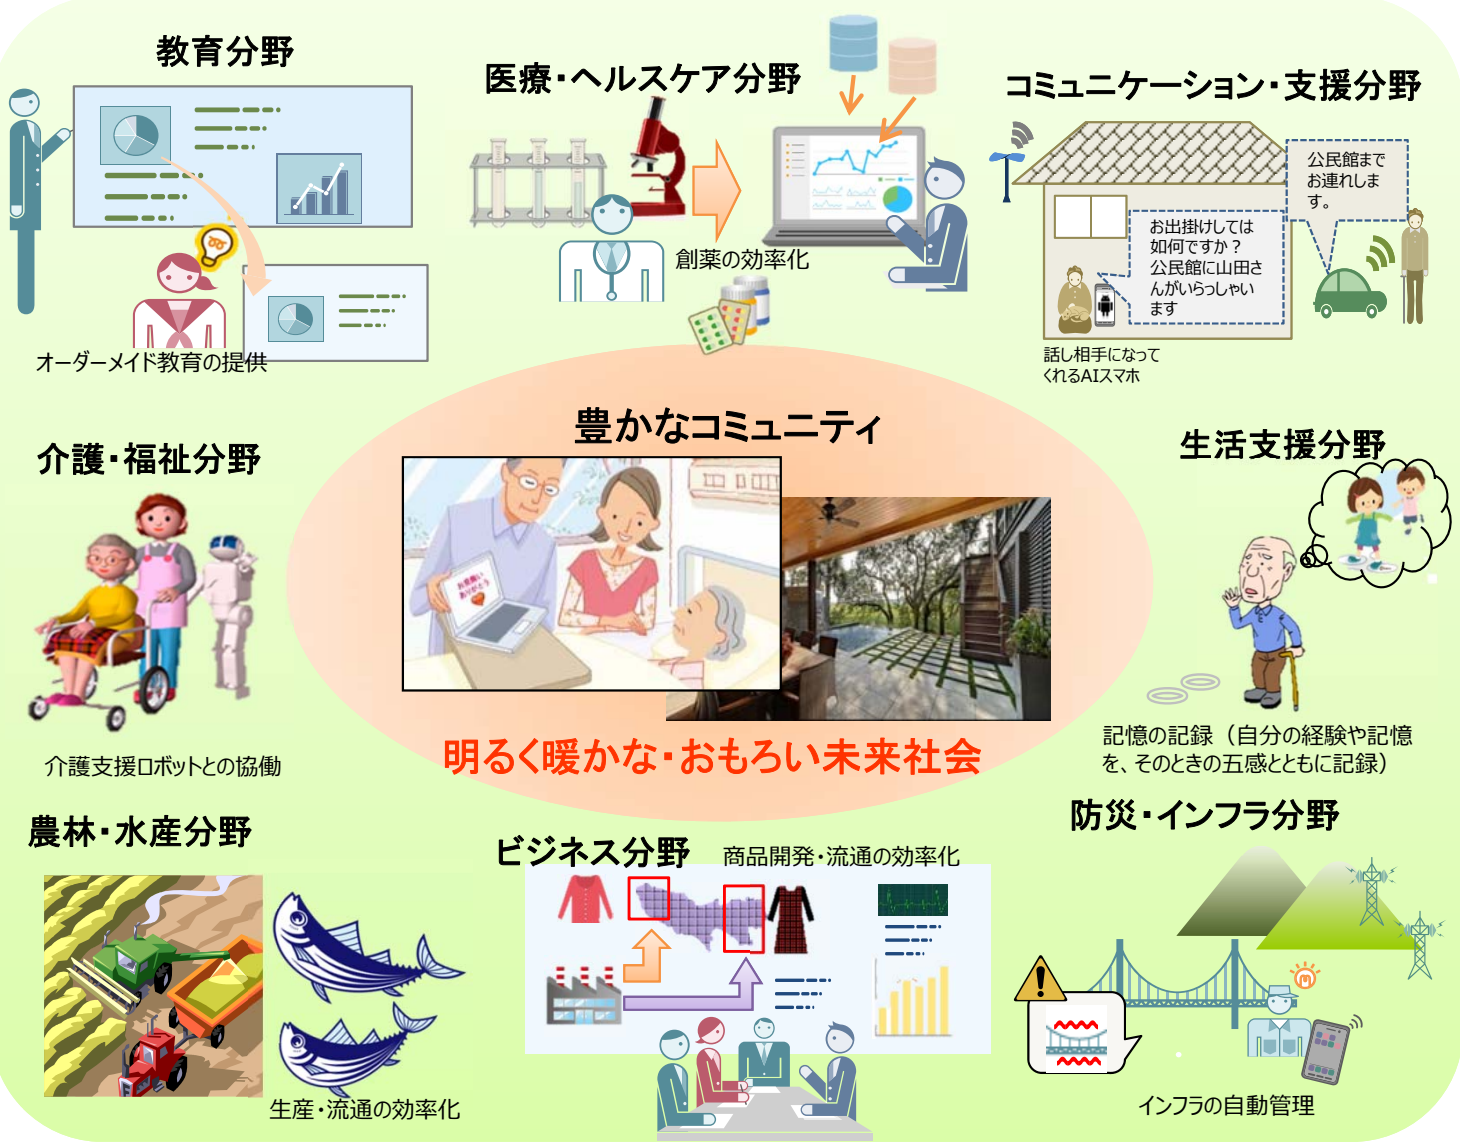 教育分野
オーダーメイド教育の提供
医療・ヘルスケア分野
創薬の効率化
コミュニケーション・支援分野
公民館まで
お連れしま
す。
お出掛けしては
如何ですか？
公民館に山田さ
んがいらっしゃい
ます
話し相手になって
くれるAIスマホ
豊かなコミュニティ
お見舞い
ありがとう
明るく暖かな・おもろい未来社会
介護・福祉分野
介護支援ロボットとの協働
生活支援分野
記憶の記録（自分の経験や記憶
を、そのときの五感とともに記録）
農林・水産分野
生産・流通の効率化
ビジネス分野
商品開発・流通の効率化
防災・インフラ分野
インフラの自動管理